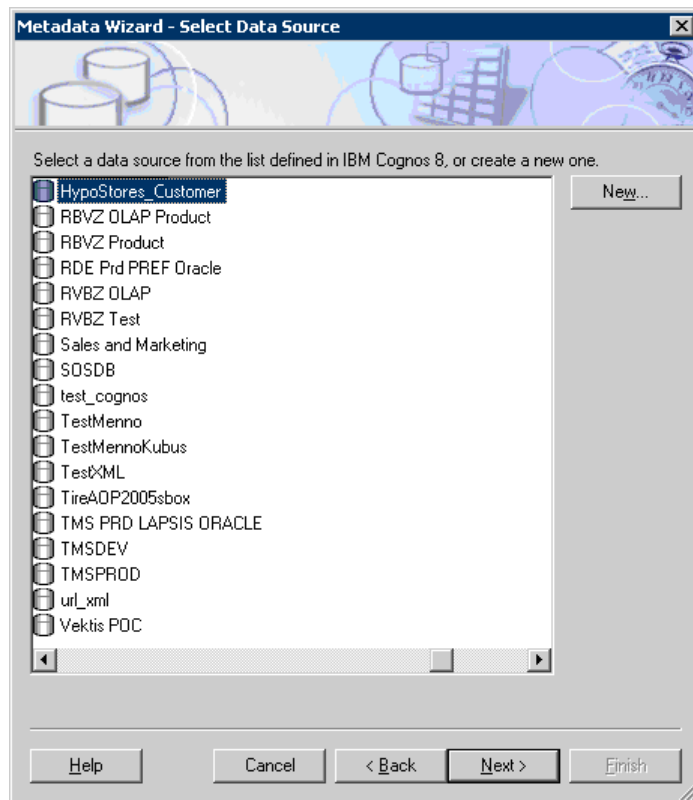 Metadata Wizard - Select Data Source
Select a data source from the list defined in IBM Cognos 8, or create a new one.
HypoStores_Customer
New...
RBVZ OLAP Product
RBVZ Product
RDE Prd PREF Oracle
RVBZ OLAP
RVBZ Test
Sales and Marketing
SOSDB
test_cognos
TestMenno
TestMennoKubus
TestXML
TireAOP2005sbox
TMS PRD LAPSIS ORACLE
TMSDEV
TMSPROD
url_xml
Vektis POC
Help
Cancel
< Back
Next >
Finish